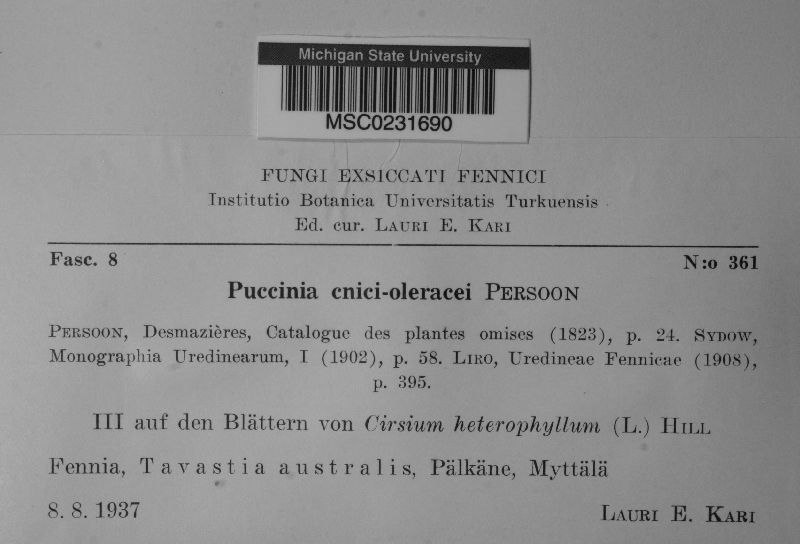 Michigan State University
MSC0231690
FUNGI EXSICCATI FENNICI
Institutio Botanica Universitatis Turkuensis
Ed. cur. LAURI E. KARI
Fasc. 8 N:o 361
Puccinia cnici-oleracei PERSOON
PERSOON, Desmazières, Catalogue des plantes omises (1823), p. 24. SYDOW,
Monographia Uredinearum, I (1902), p. 58. LIRO, Uredineae Fennicae (1908),
p. 395.
III auf den Blättern von Cirsium heterophyllum (L.) HILL
Fennia, Tavastia australis, Pälkäne, Myttälä
8. 8. 1937 LAURI E. KARI